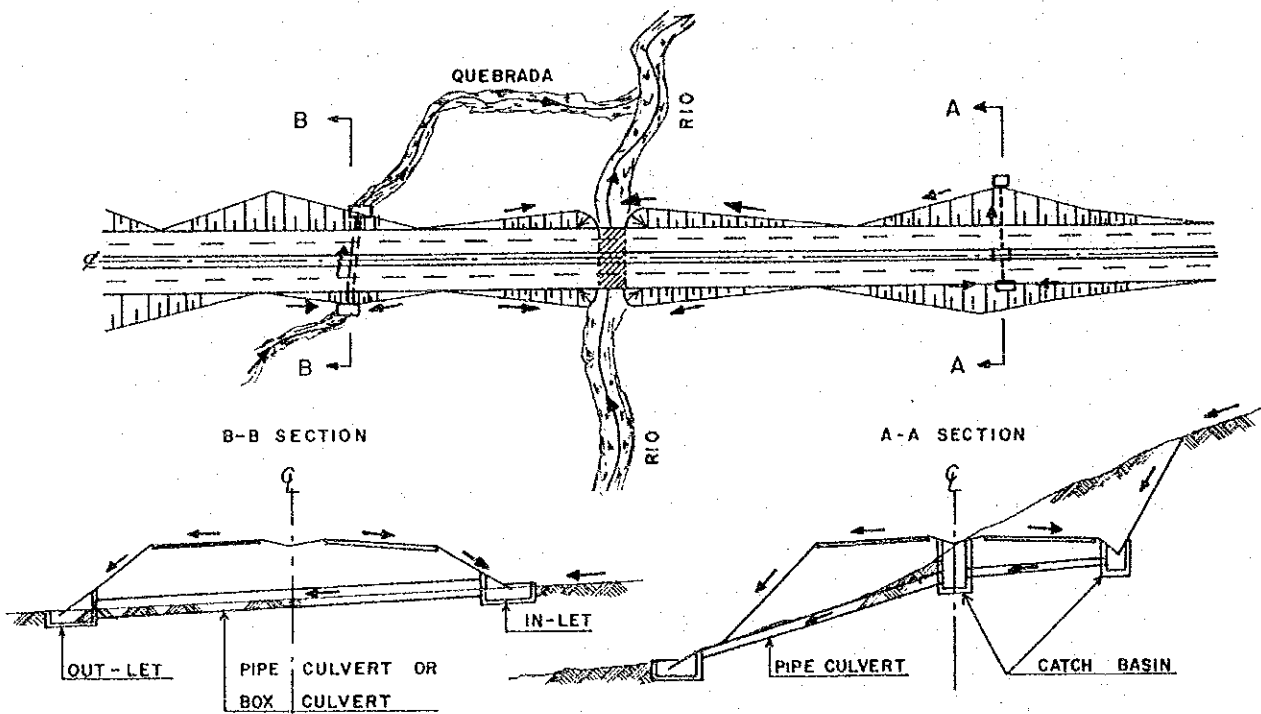 QUEBRADA
RIO
B
A
B
A
RIO
B-B SECTION
A-A SECTION
OUT-LET
IN-LET
PIPE CULVERT OR
BOX CULVERT
PIPE CULVERT
CATCH BASIN